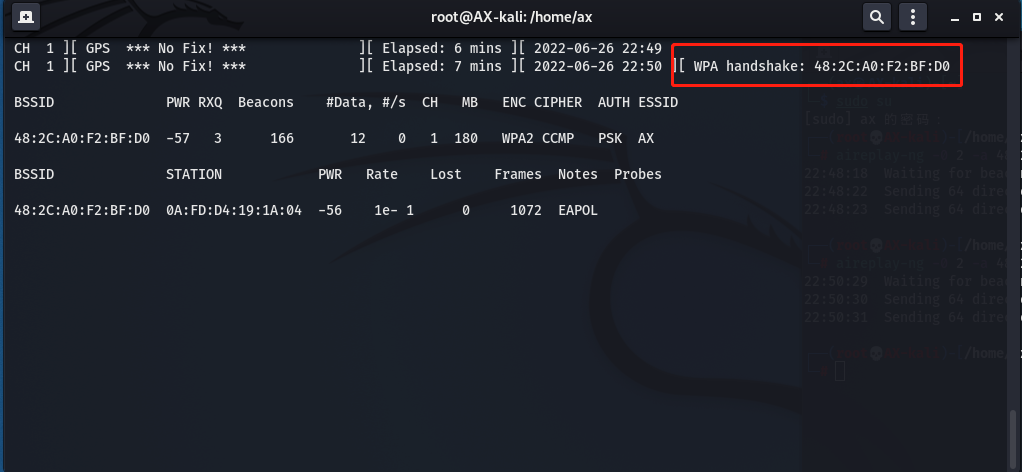 root@AX-kali: /home/ax
CH  1 ][ GPS  *** No Fix! ***              ][ Elapsed: 6 mins ][ 2022-06-26 22:49
CH  1 ][ GPS  *** No Fix! ***              ][ Elapsed: 7 mins ][ 2022-06-26 22:50 ][ WPA handshake: 48:2C:A0:F2:BF:D0
BSSID              PWR RXQ  Beacons    #Data, #/s  CH   MB   ENC CIPHER  AUTH ESSID
48:2C:A0:F2:BF:D0  -57   3      166       12    0   1  180   WPA2 CCMP   PSK  AX
BSSID              STATION            PWR   Rate    Lost    Frames  Notes  Probes
48:2C:A0:F2:BF:D0  0A:FD:D4:19:1A:04  -56    1e- 1      0     1072  EAPOL
$ sudo su
[sudo] ax 的密码
/home/
aireplay-ng 2
22:48:18  Waiting for bea
22:48:22  Sending 64 direc
22:48:23  Sending 64 direc
/home/
aireplay-ng 2
22:50:29  Waiting for bea
22:50:30  Sending 64 direc
22:50:31  Sending 64 direc
/home/